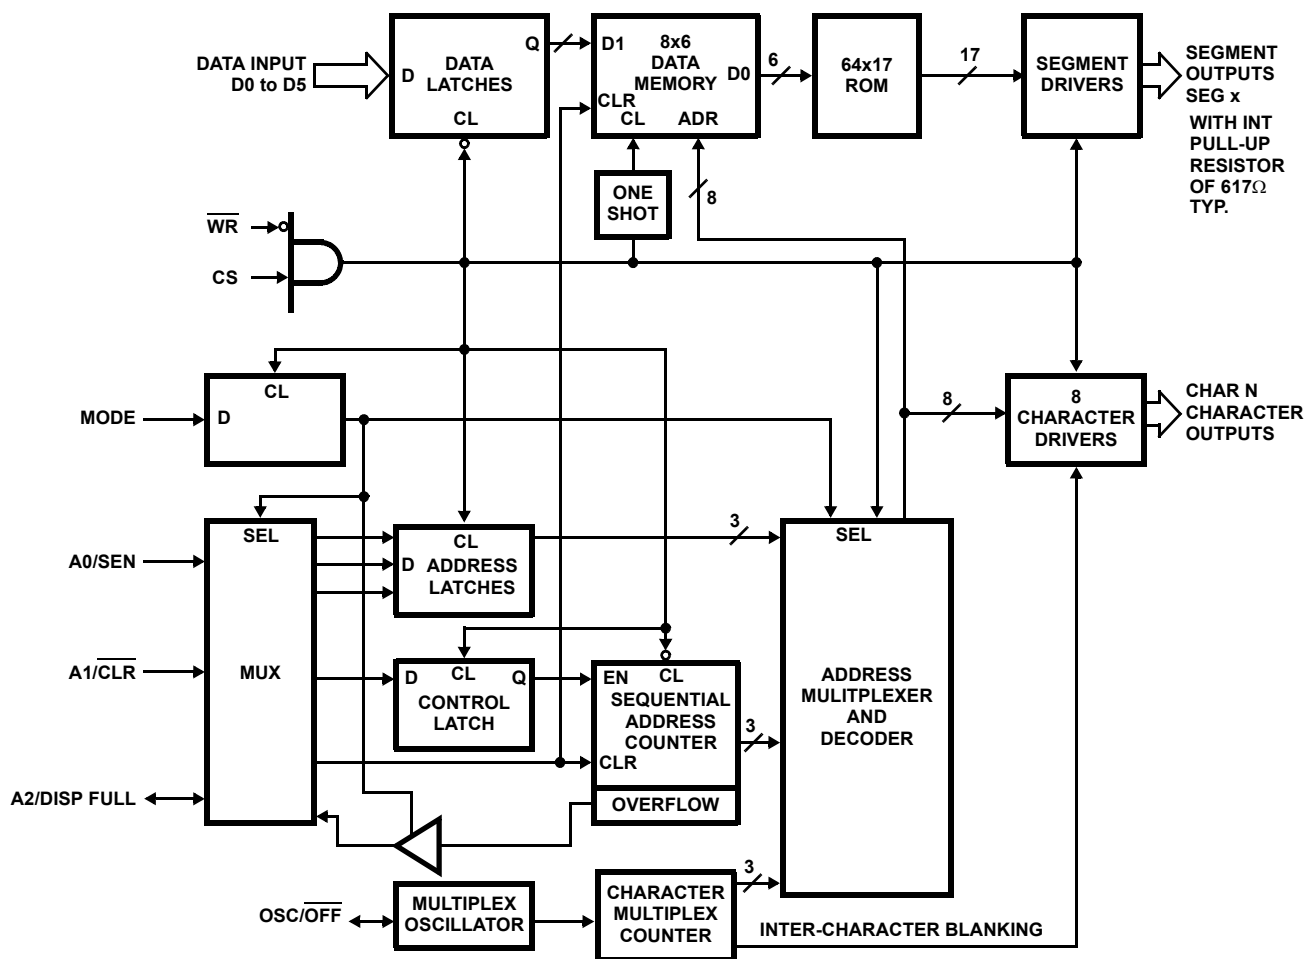 DATA INPUT
D0 to D5
D
DATA
LATCHES
Q
CL
D1
8x6
DATA
MEMORY
D0
CLR
CL
ADR
6
64x17
ROM
17
SEGMENT
DRIVERS
SEGMENT
OUTPUTS
SEG x
WITH INT
PULL-UP
RESISTOR
OF 617Ω
TYP.
ONE
SHOT
8
WR
CS
MODE
CL
D
8
8
CHARACTER
DRIVERS
CHAR N
CHARACTER
OUTPUTS
A0/SEN
A1/CLR
A2/DISP FULL
SEL
MUX
CL
D
ADDRESS
LATCHES
3
SEL
ADDRESS
MULITPLEXER
AND
DECODER
D
CL
Q
CONTROL
LATCH
EN
CL
SEQUENTIAL
ADDRESS
COUNTER
CLR
3
OVERFLOW
OSC/OFF
MULTIPLEX
OSCILLATOR
CHARACTER
MULTIPLEX
COUNTER
3
INTER-CHARACTER BLANKING